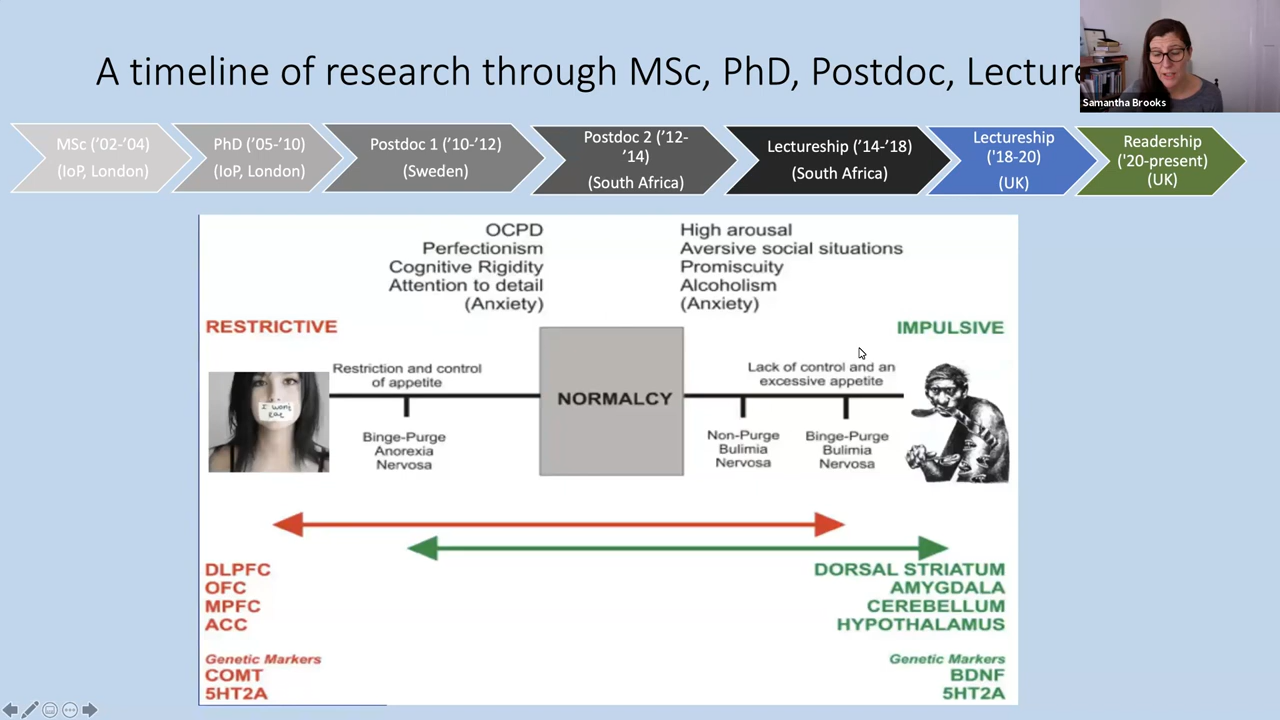 A timeline of research through MSc, PhD, Postdoc, Lecture
Samantha Brooks
MSc ('02-'04)
(IoP, London)
PhD ('05-'10)
(IoP, London)
Postdoc 1 ('10-'12)
(Sweden)
Postdoc 2 ('12-
'14)
(South Africa)
Lectureship ('14-'18)
(South Africa)
Lectureship
('18-20)
(UK)
Readership
('20-present)
(UK)
OCPD
Perfectionism
Cognitive Rigidity
Attention to detail
(Anxiety)
High arousal
Aversive social situations
Promiscuity
Alcoholism
(Anxiety)
RESTRICTIVE
IMPULSIVE
I won't
Eat
Restriction and control
of appetite
Binge-Purge
Anorexia
Nervosa
NORMALCY
Lack of control and an
excessive appetite
Non-Purge
Bulimia
Nervosa
Binge-Purge
Bulimia
Nervosa
DLPFC
OFC
MPFC
ACC
DORSAL STRIATUM
AMYGDALA
CEREBELLUM
HYPOTHALAMUS
Genetic Markers
COMT
5HT2A
Genetic Markers
BDNF
5HT2A